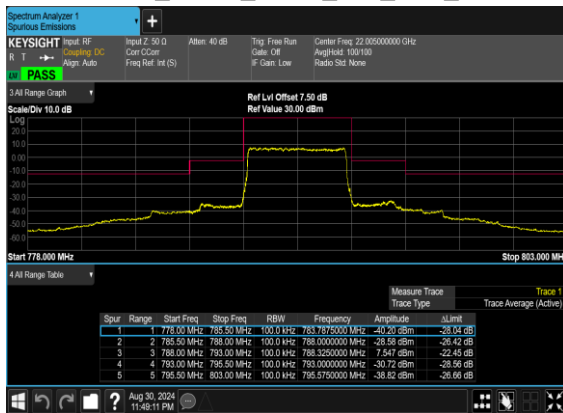 Spectrum Analyzer 1
Spurious Emissions
KEYSIGHT Input: RF Input Z: 50 Ω Atten: 40 dB Trig: Free Run Center Freq: 22.005000000 GHz
R T Coupling: DC Corr CCorr Gate: Off Avg|Hold: 100/100
Align: Auto Freq Ref: Int (S) IF Gain: Low Radio Std: None
PASS
3 All Range Graph
Ref Lvl Offset 7.50 dB
Scale/Div 10.0 dB Ref Value 30.00 dBm
Log
20.0
10.0
0.00
-10.0
-20.0
-30.0
-40.0
-50.0
-60.0
Start 778.000 MHz Stop 803.000 MH
4 All Range Table
Measure Trace Trace 1
Trace Type Trace Average (Active)
Spur Range Start Freq Stop Freq RBW Frequency Amplitude ΔLimit
1 1 778.00 MHz 785.50 MHz 100.0 kHz 783.7875000 MHz -40.20 dBm -28.04 dB
2 2 785.50 MHz 788.00 MHz 100.0 kHz 788.0000000 MHz -28.58 dBm -26.42 dB
3 3 788.00 MHz 793.00 MHz 100.0 kHz 788.3250000 MHz 7.547 dBm -22.45 dB
4 4 793.00 MHz 795.50 MHz 100.0 kHz 793.0000000 MHz -30.72 dBm -28.56 dB
5 5 795.50 MHz 803.00 MHz 100.0 kHz 795.5750000 MHz -38.82 dBm -26.66 dB
Aug 30, 2024
11:49:11 PM